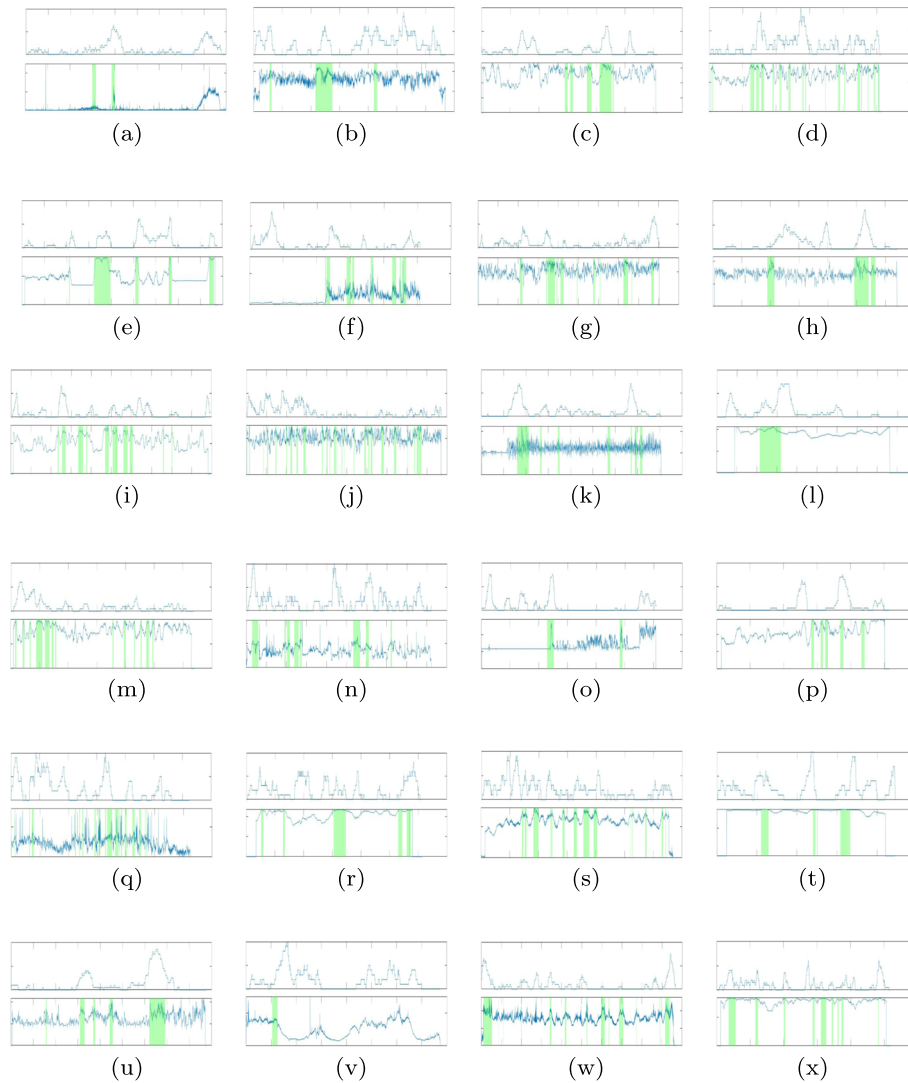 (a) (b) (c) (d)
(e) (f) (g) (h)
(i) (j) (k) (l)
(m) (n) (o) (p)
(q) (r) (s) (t)
(u) (v) (w) (x)